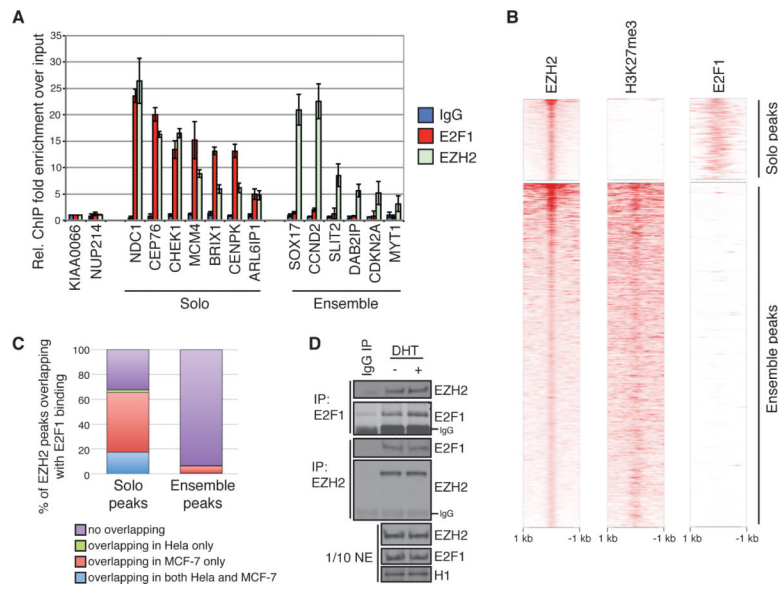 A
Rel. ChIP fold enrichment over input
35
30
25
20
15
10
5
0
KIAA0066
NUP214
NDC1
CEP76
CHEK1
MCM4
BRIX1
CENPK
ARL6IP1
SOX17
CCND2
SLIT2
DAB2IP
CDKN2A
MYT1
Solo
Ensemble
IgG
E2F1
EZH2
B
EZH2
H3K27me3
E2F1
Solo peaks
Ensemble peaks
1 kb -1 kb
1 kb -1 kb
1 kb -1 kb
C
% of EZH2 peaks overlapping
with E2F1 binding
100
80
60
40
20
0
Solo
peaks
Ensemble
peaks
no overlapping
overlapping in Hela only
overlapping in MCF-7 only
overlapping in both Hela and MCF-7
D
IgG IP
DHT
- +
IP:
E2F1
EZH2
E2F1
IgG
IP:
EZH2
E2F1
EZH2
IgG
1/10 NE
EZH2
E2F1
H1